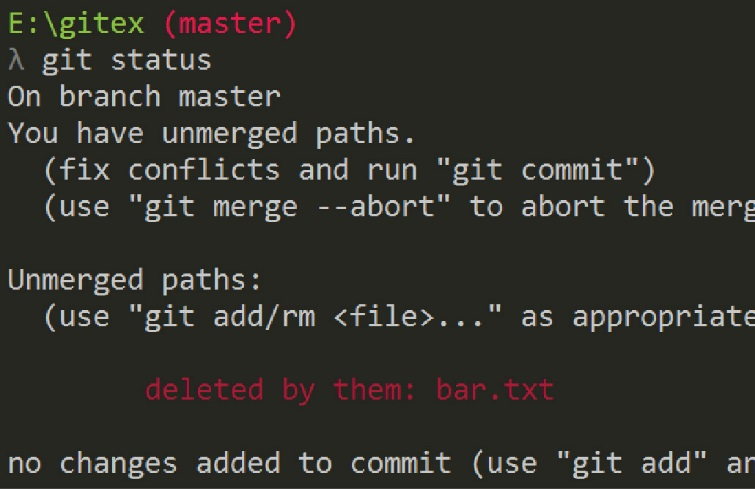 E:\gitex (master)
λ git status
On branch master
You have unmerged paths.
(fix conflicts and run "git commit")
(use "git merge --abort" to abort the merg
Unmerged paths:
(use "git add/rm <file>..." as appropriate
deleted by them: bar.txt
no changes added to commit (use "git add" an